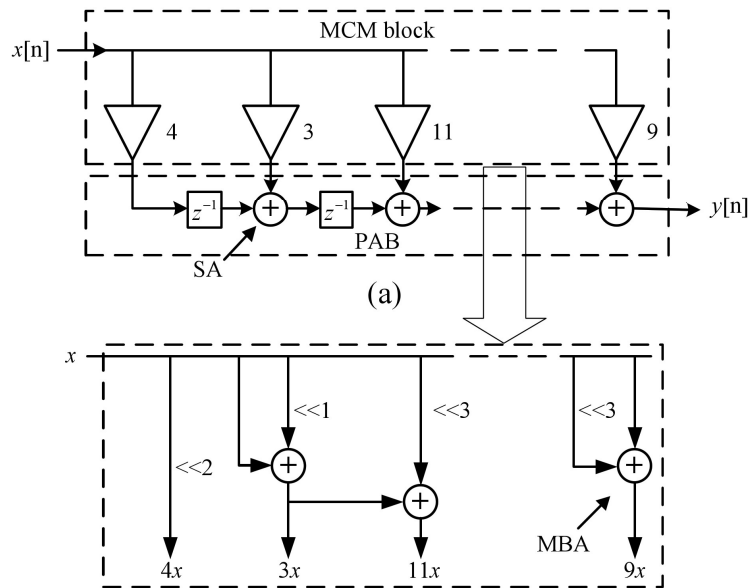 MCM block
x[n]
4
3
11
9
z⁻¹
+
z⁻¹
+
+
y[n]
SA
PAB
(a)
x
<<1
<<3
<<3
<<2
+
+
+
MBA
4x
3x
11x
9x